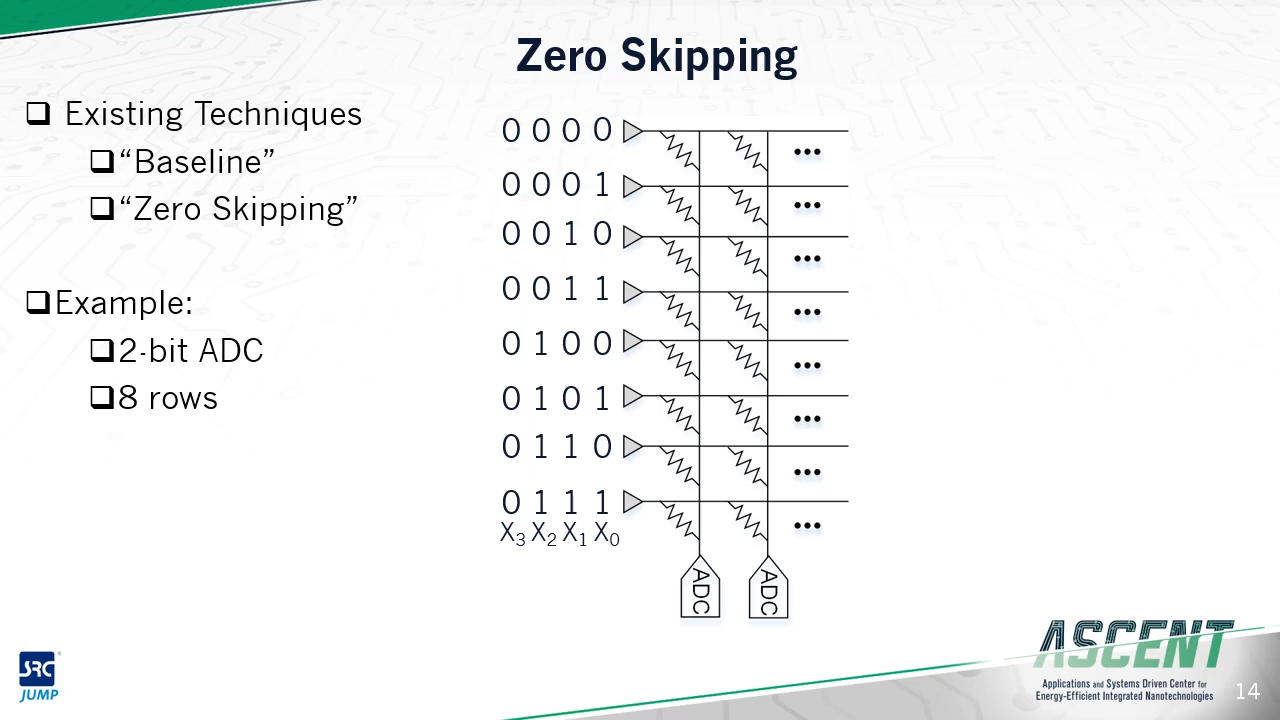 Zero Skipping
Existing Techniques
“Baseline”
“Zero Skipping”
Example:
2-bit ADC
8 rows
0 0 0 0
0 0 0 1
0 0 1 0
0 0 1 1
0 1 0 0
0 1 0 1
0 1 1 0
0 1 1 1
X3 X2 X1 X0
...
...
...
...
...
...
...
...
ADC
ADC
SRC®
JUMP
ASCENT
Applications and Systems Driven Center for
Energy-Efficient Integrated Nanotechnologies
14